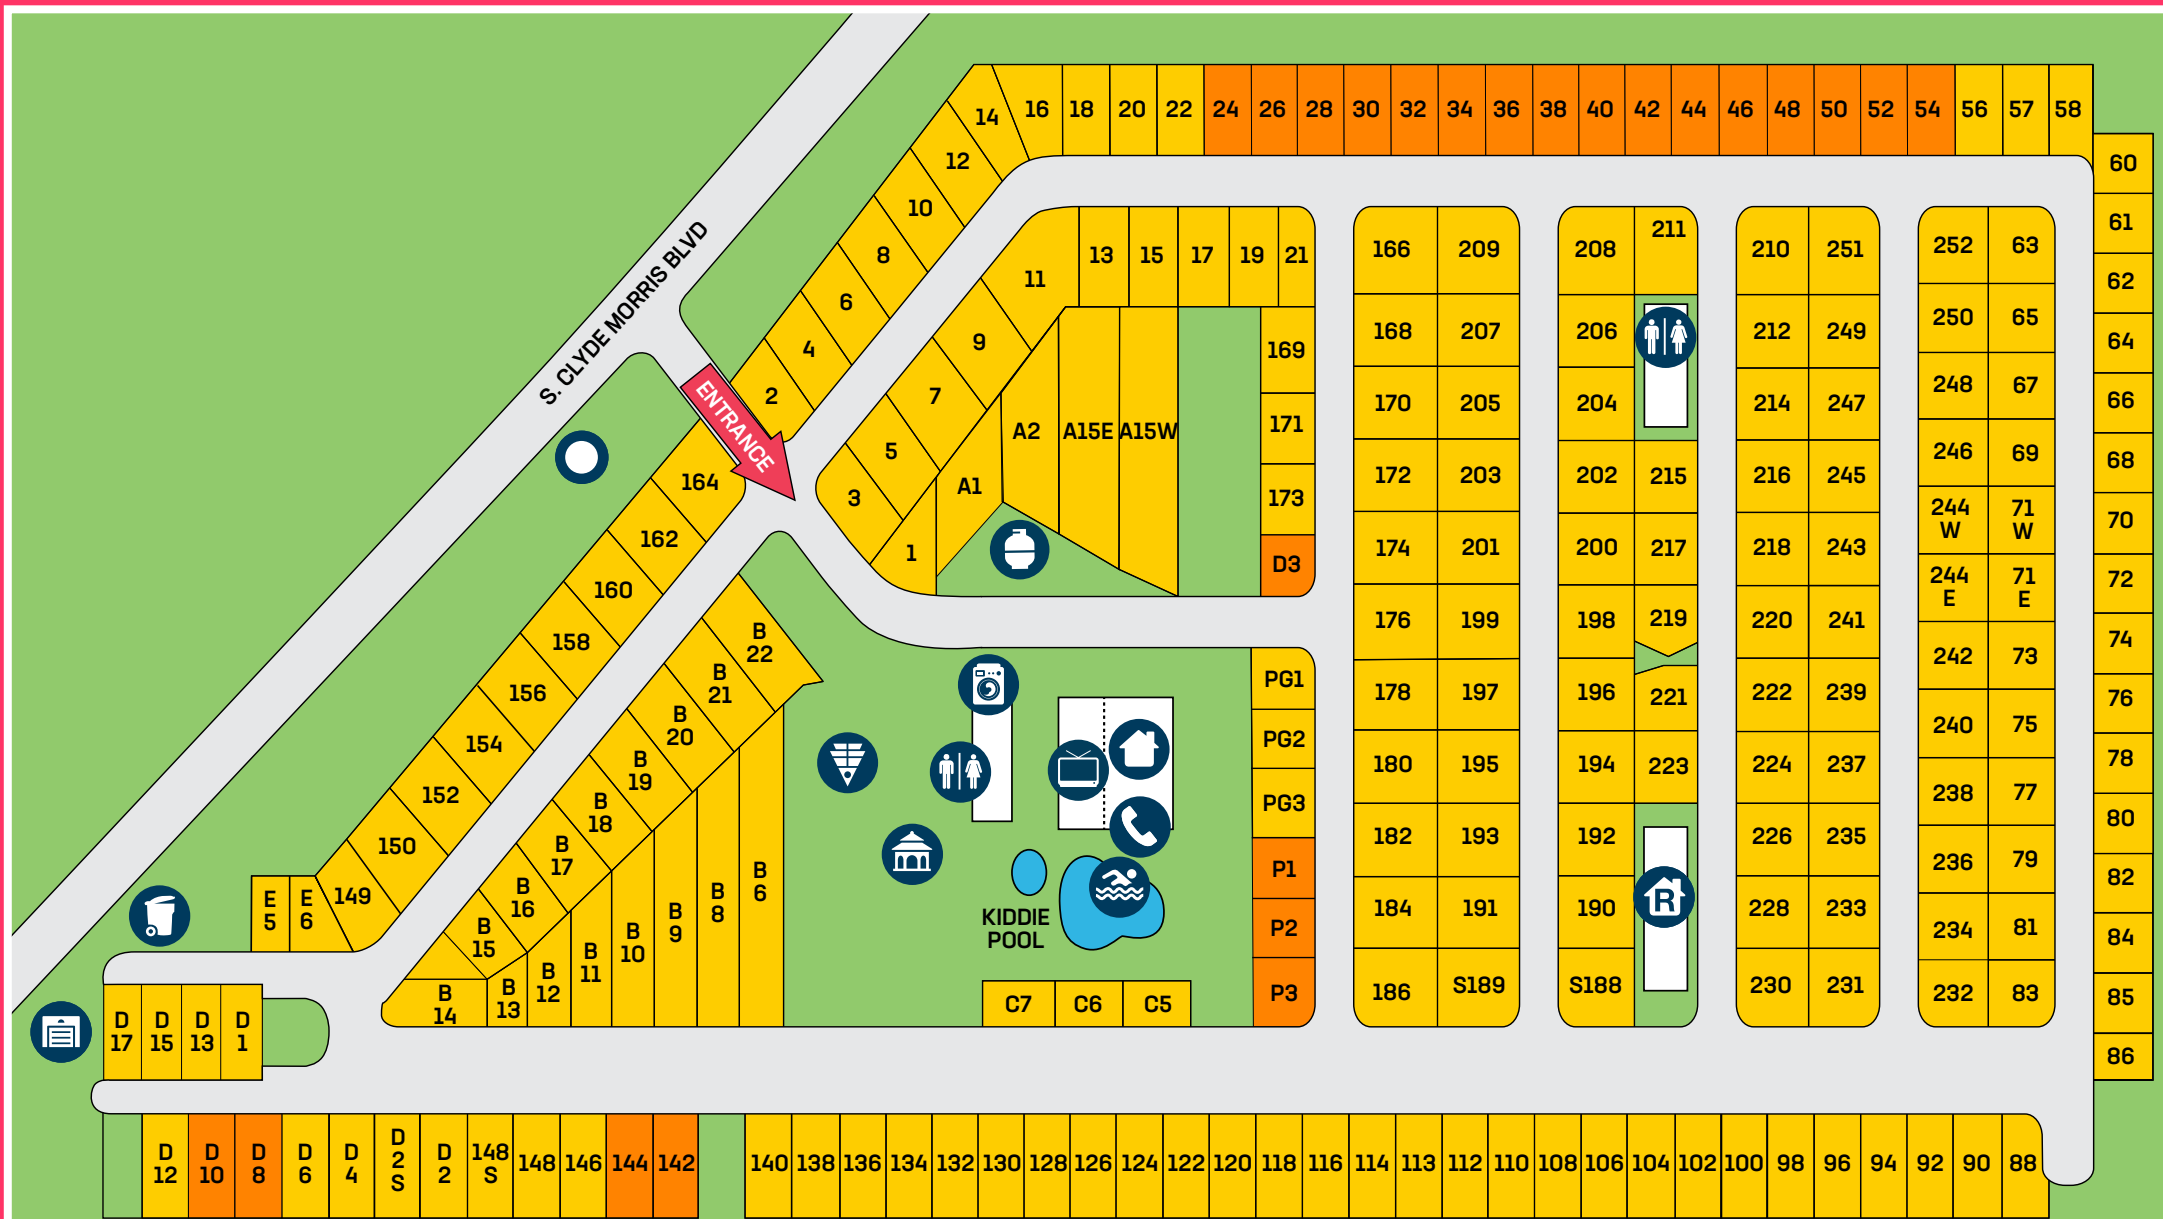 16 18 20 22 24 26 28 30 32 34 36 38 40 42 44 46 48 50 52 54 56 57 58
14
12
10
8
6
4
2
S. CLYDE MORRIS BLVD
ENTRANCE
60
61
62
64
66
68
70
72
74
76
78
80
82
84
85
86
11 13 15 17 19 21
9
7
5
3
1
A1
A2
A15E
A15W
169
171
173
D3
166 209
168 207
170 205
172 203
174 201
176 199
178 197
180 195
182 193
184 191
186 S189
208 211
206
204
202 215
200 217
198 219
196 221
194 223
192
190
S188
R
210 251
212 249
214 247
216 245
218 243
220 241
222 239
224 237
226 235
228 233
230 231
252 63
250 65
248 67
246 69
244
W
71
W
244
E
71
E
242 73
240 75
238 77
236 79
234 81
232 83
164
162
160
158
156
154
152
150
149
E
6
E
5
B
22
B
21
B
20
B
19
B
18
B
17
B
16
B
15
B
14
B
13
B
12
B
11
B
10
B
9
B
8
B
6
KIDDIE
POOL
PG1
PG2
PG3
P1
P2
P3
C7 C6 C5
D
17
D
15
D
13
D
1
D
12
D
10
D
8
D
6
D
4
D
2
S
D
2
148
S
148 146 144 142
140 138 136 134 132 130 128 126 124 122 120 118 116 114 113 112 110 108 106 104 102 100 98 96 94 92 90 88